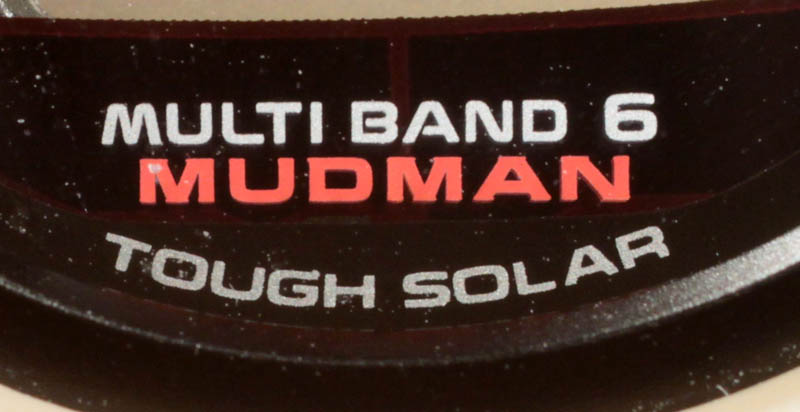 MULTI BAND 6
MUDMAN
TOUGH SOLAR